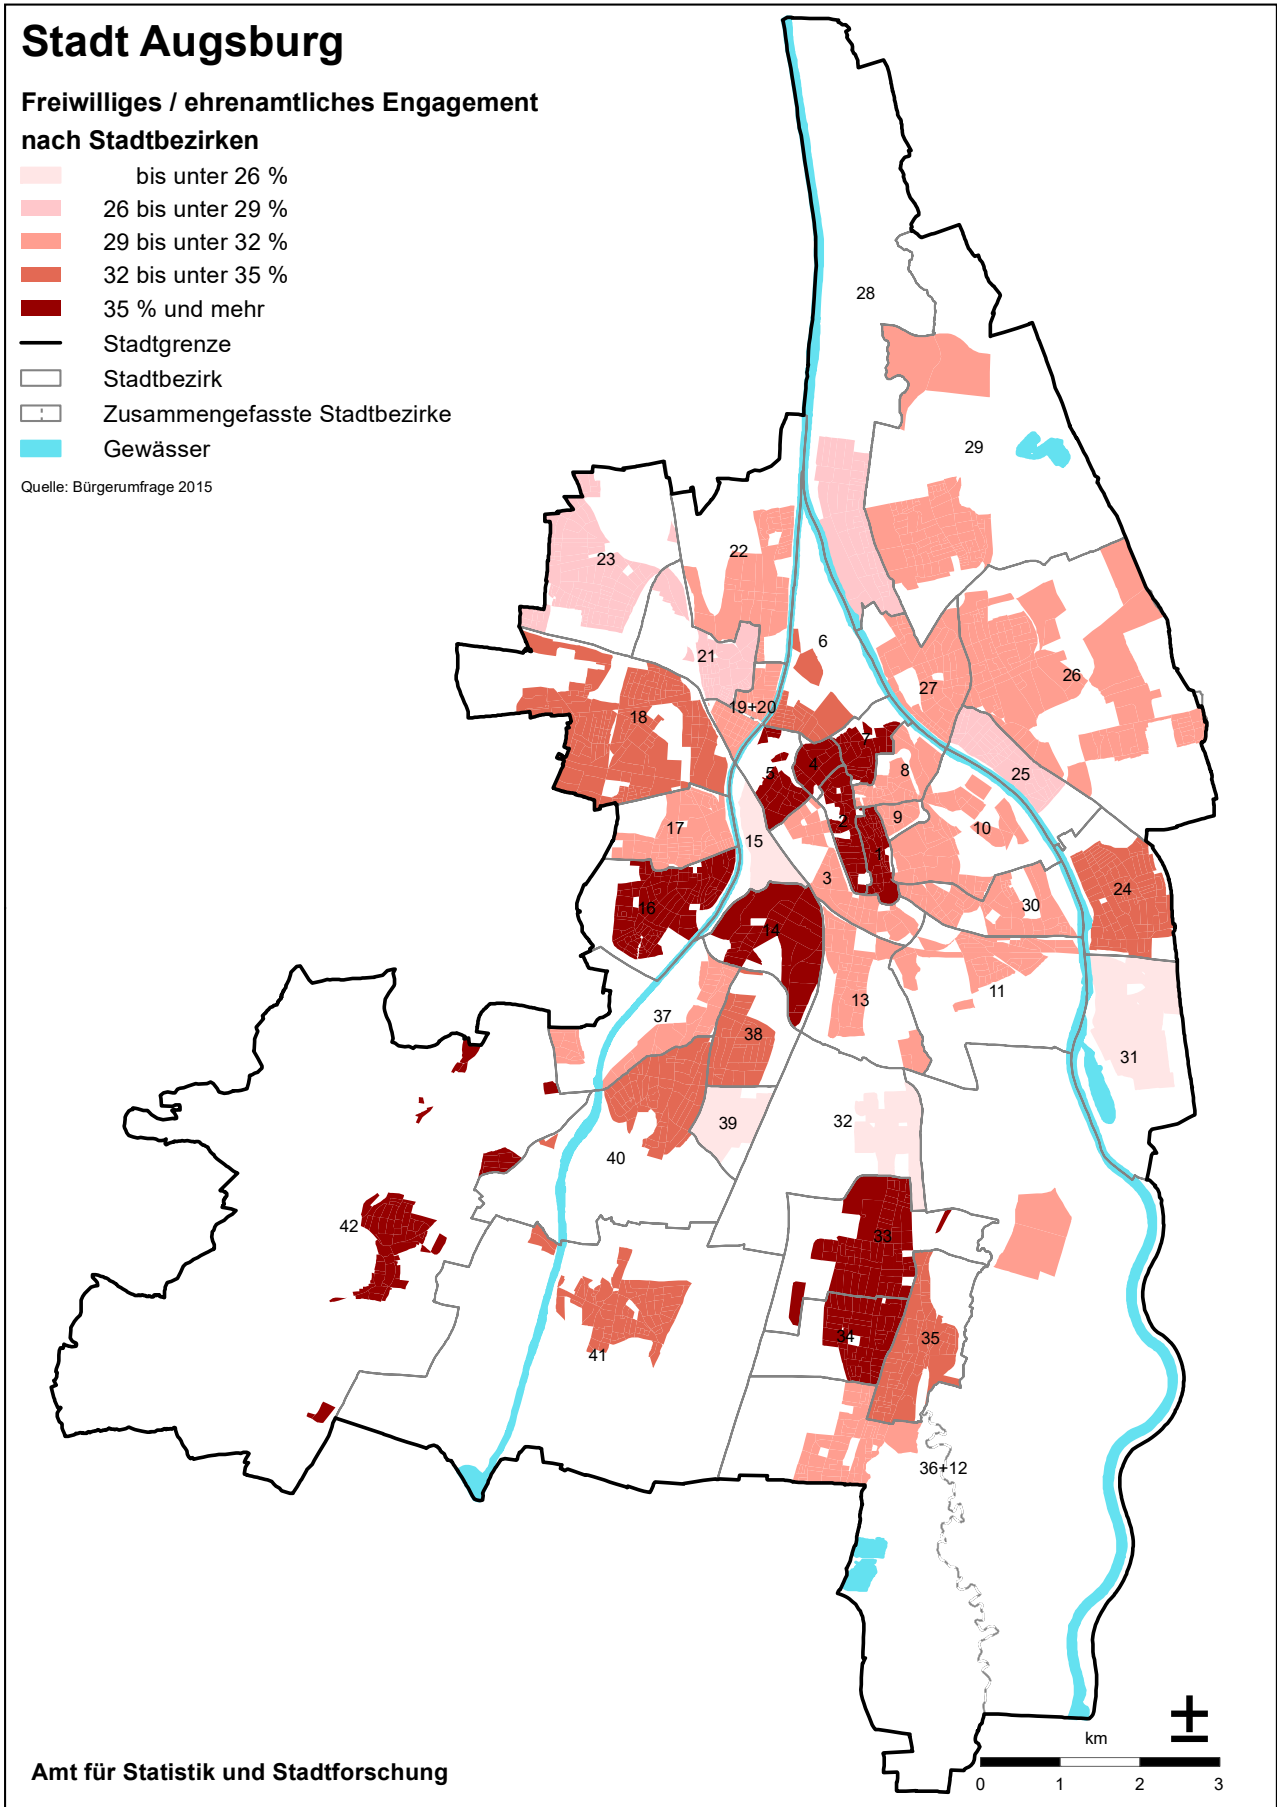 Stadt Augsburg
Freiwilliges / ehrenamtliches Engagement
nach Stadtbezirken
bis unter 26 %
26 bis unter 29 %
29 bis unter 32 %
32 bis unter 35 %
35 % und mehr
Stadtgrenze
Stadtbezirk
Zusammengefasste Stadtbezirke
Gewässer
Quelle: Bürgerumfrage 2015
28
29
23
22
6
21
26
27
19+20
18
7
4
5
8
25
9
2
10
17
15
1
3
24
30
16
14
11
13
37
38
31
39
32
40
42
33
34
35
41
36+12
km
0 1 2 3
Amt für Statistik und Stadtforschung